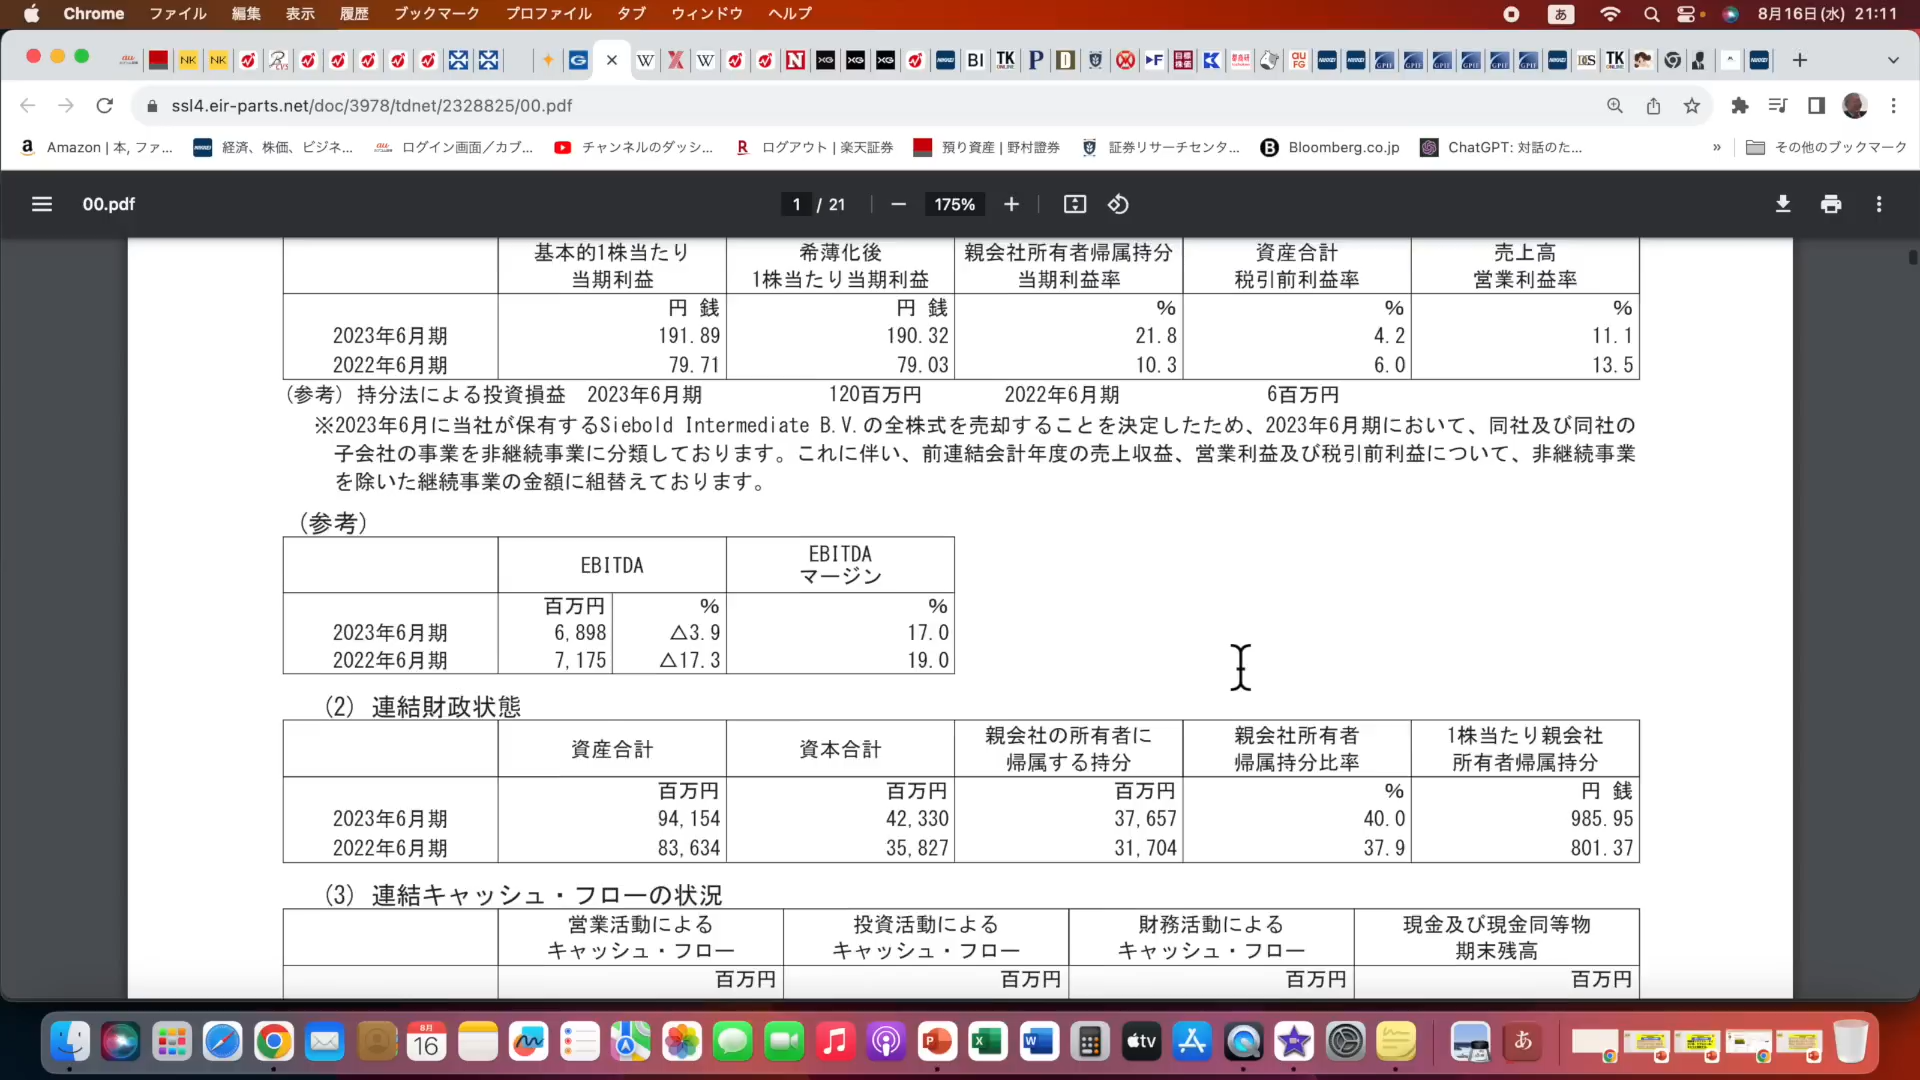 Chrome ファイル 編集 表示 履歴 ブックマーク プロファイル タブ ウィンドウ ヘルプ あ 8月16日(水) 21:11
ssl4.eir-parts.net/doc/3978/tdnet/2328825/00.pdf
Amazon | 本, ファ... 経済、株価、ビジネ... ログイン画面／カブ... チャンネルのダッシ... ログアウト | 楽天証券 預り資産 | 野村證券 証券リサーチセンタ... Bloomberg.co.jp ChatGPT: 対話のた... » その他のブックマーク
00.pdf 1 / 21 175%
基本的1株当たり 希薄化後 親会社所有者帰属持分 資産合計 売上高
当期利益 1株当たり当期利益 当期利益率 税引前利益率 営業利益率
円 銭 円 銭 % % %
2023年6月期 191.89 190.32 21.8 4.2 11.1
2022年6月期 79.71 79.03 10.3 6.0 13.5
（参考）持分法による投資損益 2023年6月期 120百万円 2022年6月期 6百万円
※2023年6月に当社が保有するSiebold Intermediate B.V.の全株式を売却することを決定したため、2023年6月期において、同社及び同社の
子会社の事業を非継続事業に分類しております。これに伴い、前連結会計年度の売上収益、営業利益及び税引前利益について、非継続事業
を除いた継続事業の金額に組替えております。
（参考）
EBITDA EBITDA
マージン
百万円 % %
2023年6月期 6,898 △3.9 17.0
2022年6月期 7,175 △17.3 19.0
（2）連結財政状態
資産合計 資本合計 親会社の所有者に 親会社所有者 1株当たり親会社
帰属する持分 帰属持分比率 所有者帰属持分
百万円 百万円 百万円 % 円 銭
2023年6月期 94,154 42,330 37,657 40.0 985.95
2022年6月期 83,634 35,827 31,704 37.9 801.37
（3）連結キャッシュ・フローの状況
営業活動による 投資活動による 財務活動による 現金及び現金同等物
キャッシュ・フロー キャッシュ・フロー キャッシュ・フロー 期末残高
百万円 百万円 百万円 百万円
8月
16
tv
あ